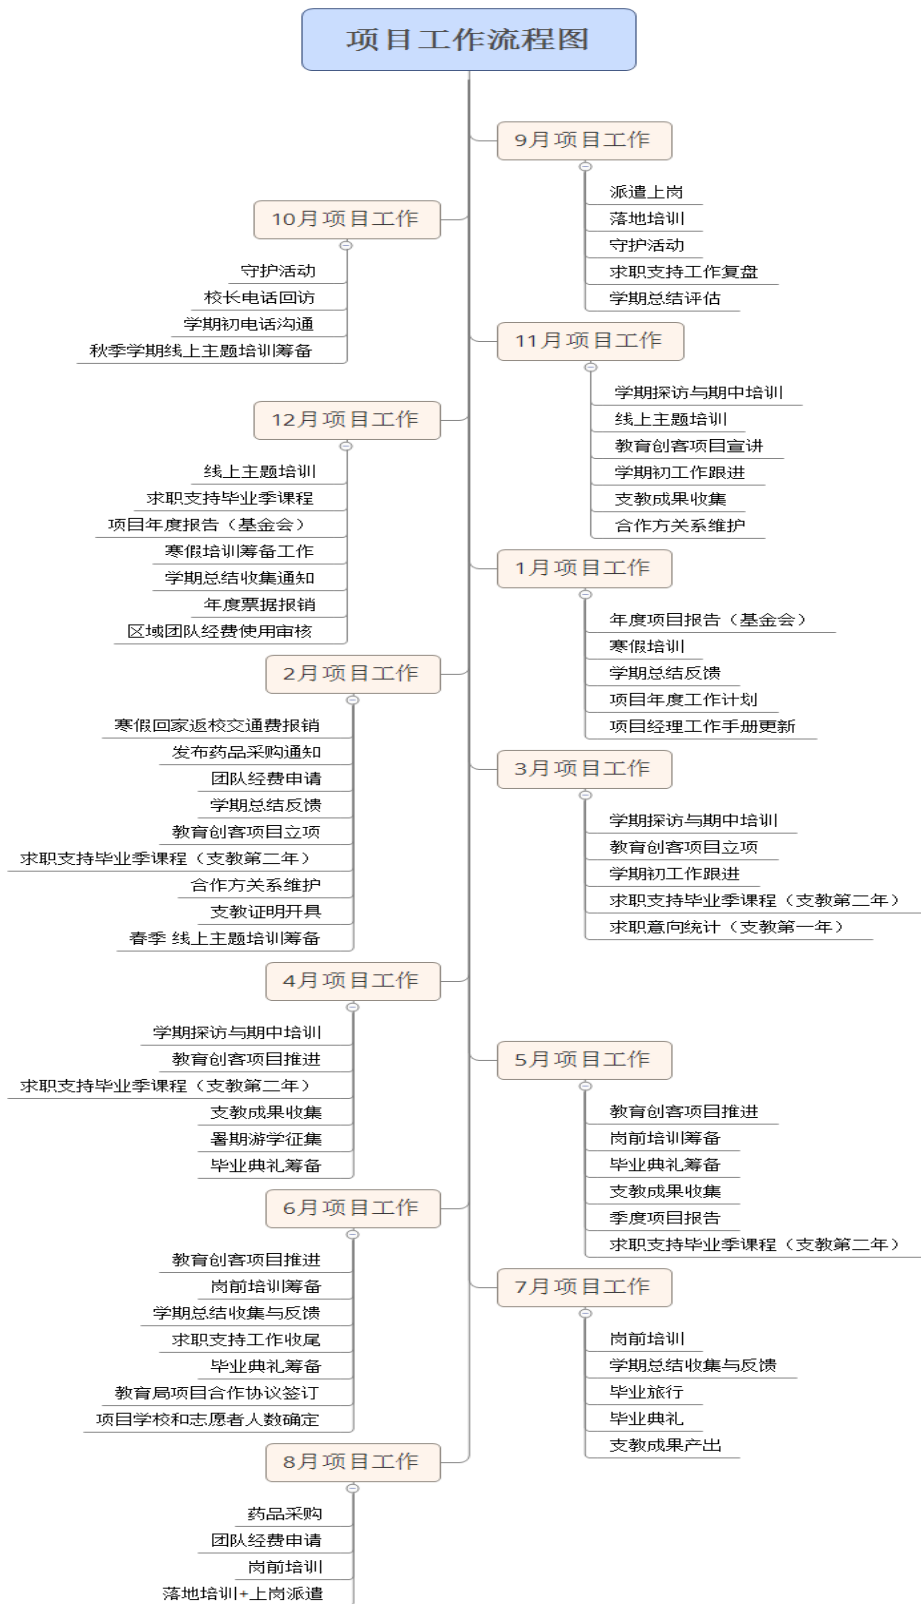 项目工作流程图
9月项目工作
派遣上岗
落地培训
守护活动
求职支持工作复盘
学期总结评估
10月项目工作
守护活动
校长电话回访
学期初电话沟通
秋季学期线上主题培训筹备
11月项目工作
学期探访与期中培训
线上主题培训
教育创客项目宣讲
学期初工作跟进
支教成果收集
合作方关系维护
12月项目工作
线上主题培训
求职支持毕业季课程
项目年度报告（基金会）
寒假培训筹备工作
学期总结收集通知
年度票据报销
区域团队经费使用审核
1月项目工作
年度项目报告（基金会）
寒假培训
学期总结反馈
项目年度工作计划
项目经理工作手册更新
2月项目工作
寒假回家返校交通费报销
发布药品采购通知
团队经费申请
学期总结反馈
教育创客项目立项
求职支持毕业季课程（支教第二年）
合作方关系维护
支教证明开具
春季 线上主题培训筹备
3月项目工作
学期探访与期中培训
教育创客项目立项
学期初工作跟进
求职支持毕业季课程（支教第二年）
求职意向统计（支教第一年）
4月项目工作
学期探访与期中培训
教育创客项目推进
求职支持毕业季课程（支教第二年）
支教成果收集
暑期游学征集
毕业典礼筹备
5月项目工作
教育创客项目推进
岗前培训筹备
毕业典礼筹备
支教成果收集
季度项目报告
求职支持毕业季课程（支教第二年）
6月项目工作
教育创客项目推进
岗前培训筹备
学期总结收集与反馈
求职支持工作收尾
毕业典礼筹备
教育局项目合作协议签订
项目学校和志愿者人数确定
7月项目工作
岗前培训
学期总结收集与反馈
毕业旅行
毕业典礼
支教成果产出
8月项目工作
药品采购
团队经费申请
岗前培训
落地培训+上岗派遣